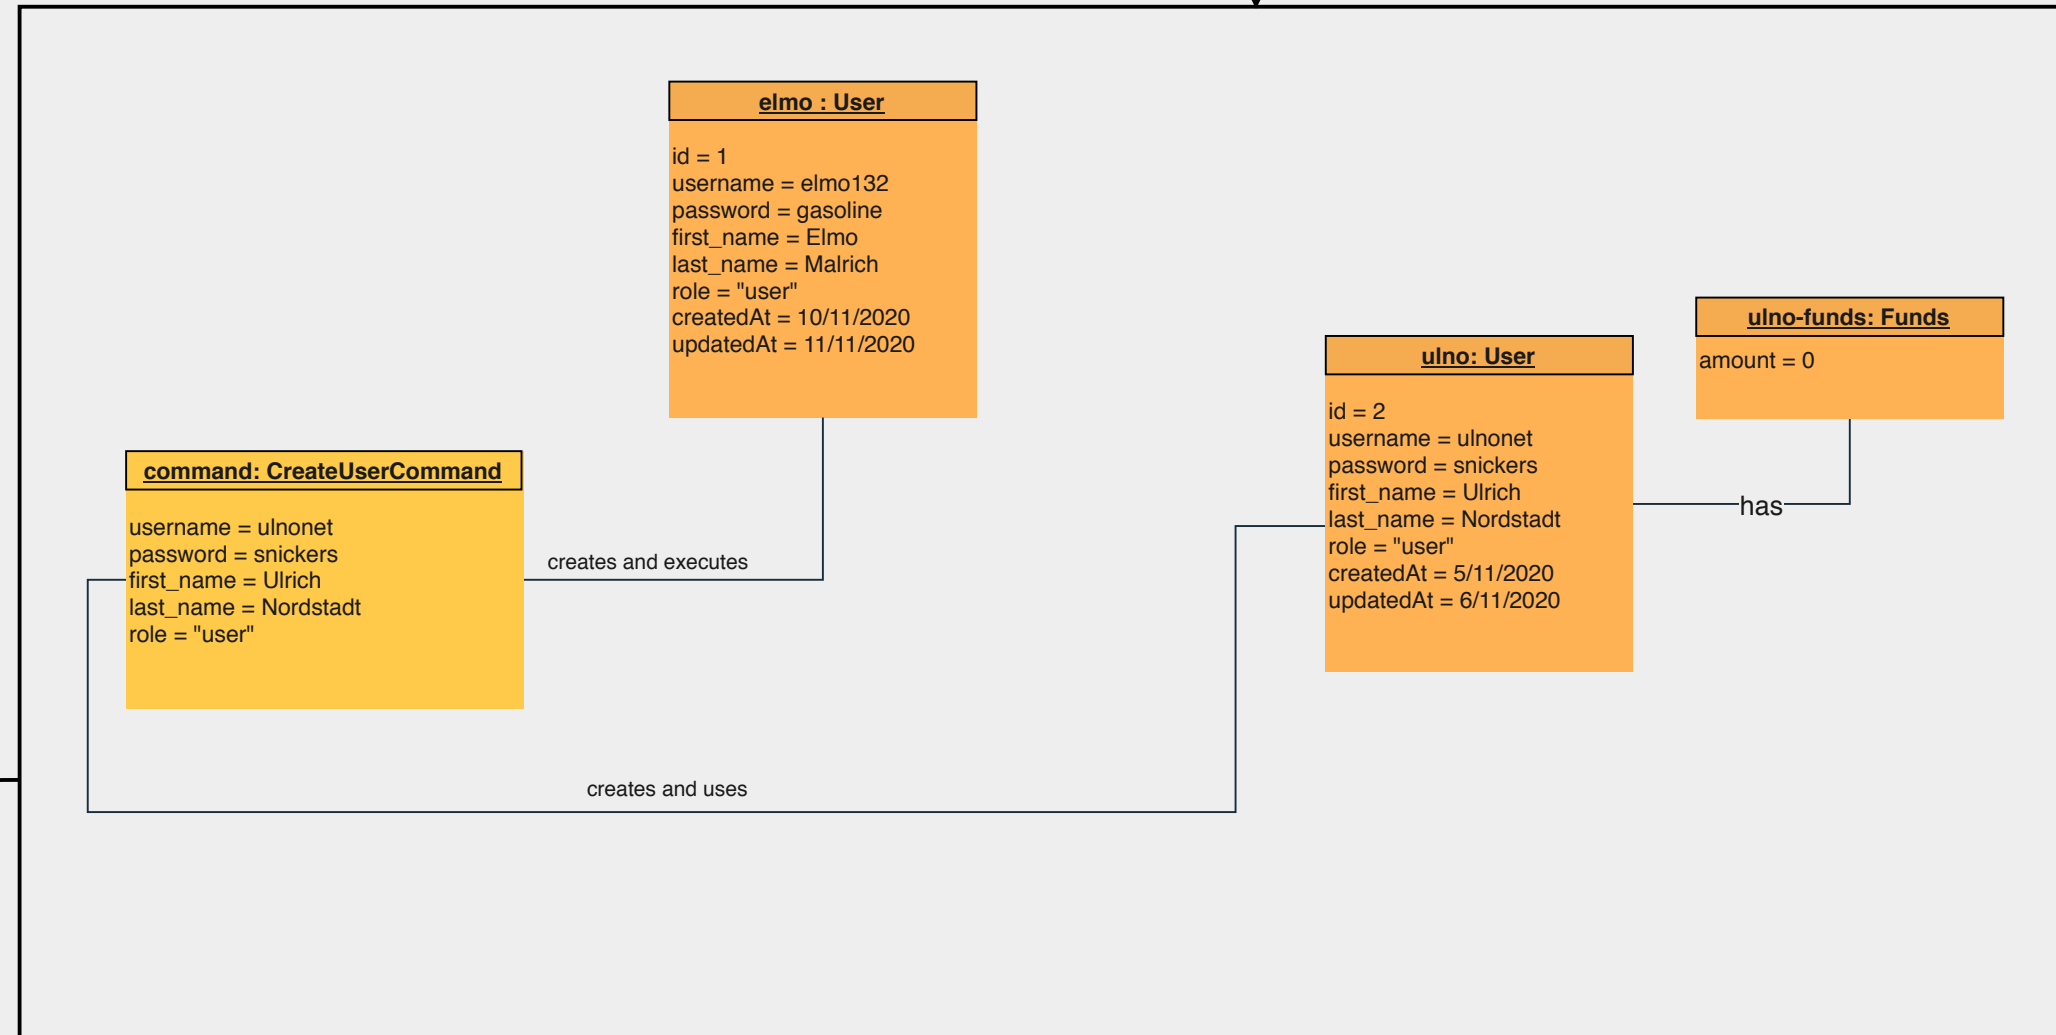 elmo : User
id = 1
username = elmo132
password = gasoline
first_name = Elmo
last_name = Malrich
role = "user"
createdAt = 10/11/2020
updatedAt = 11/11/2020
ulno-funds: Funds
amount = 0
ulno: User
id = 2
username = ulnonet
password = snickers
first_name = Ulrich
last_name = Nordstadt
role = "user"
createdAt = 5/11/2020
updatedAt = 6/11/2020
has
command: CreateUserCommand
username = ulnonet
password = snickers
first_name = Ulrich
last_name = Nordstadt
role = "user"
creates and executes
creates and uses